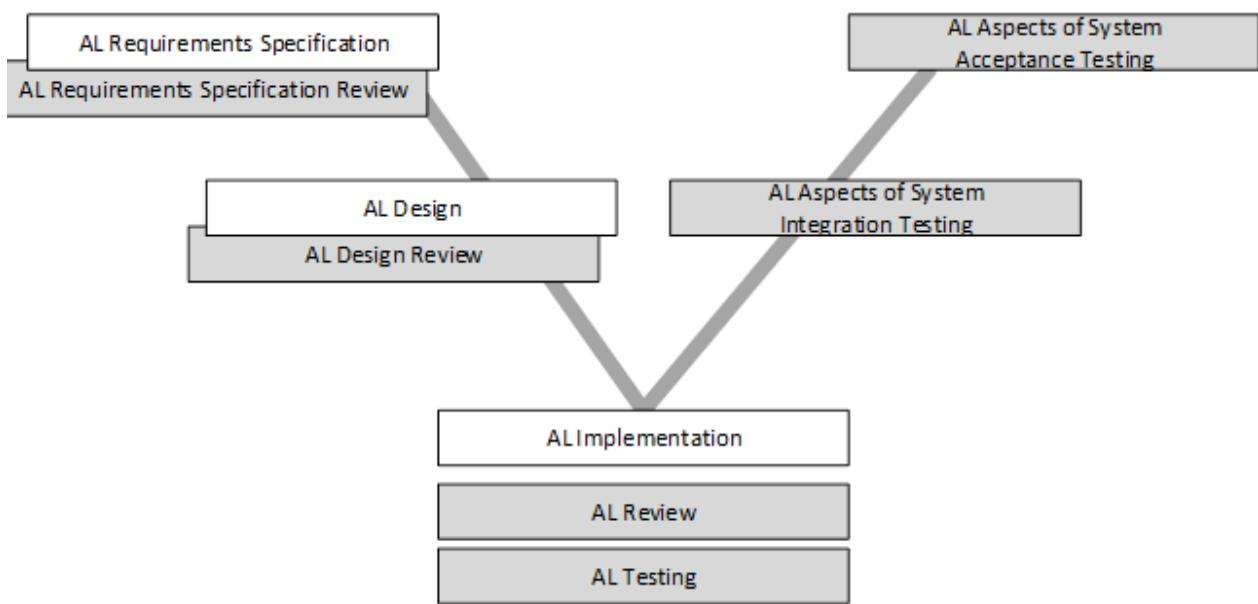 AL Requirements Specification
AL Requirements Specification Review
AL Aspects of System
Acceptance Testing
AL Design
AL Design Review
AL Aspects of System
Integration Testing
AL Implementation
AL Review
AL Testing